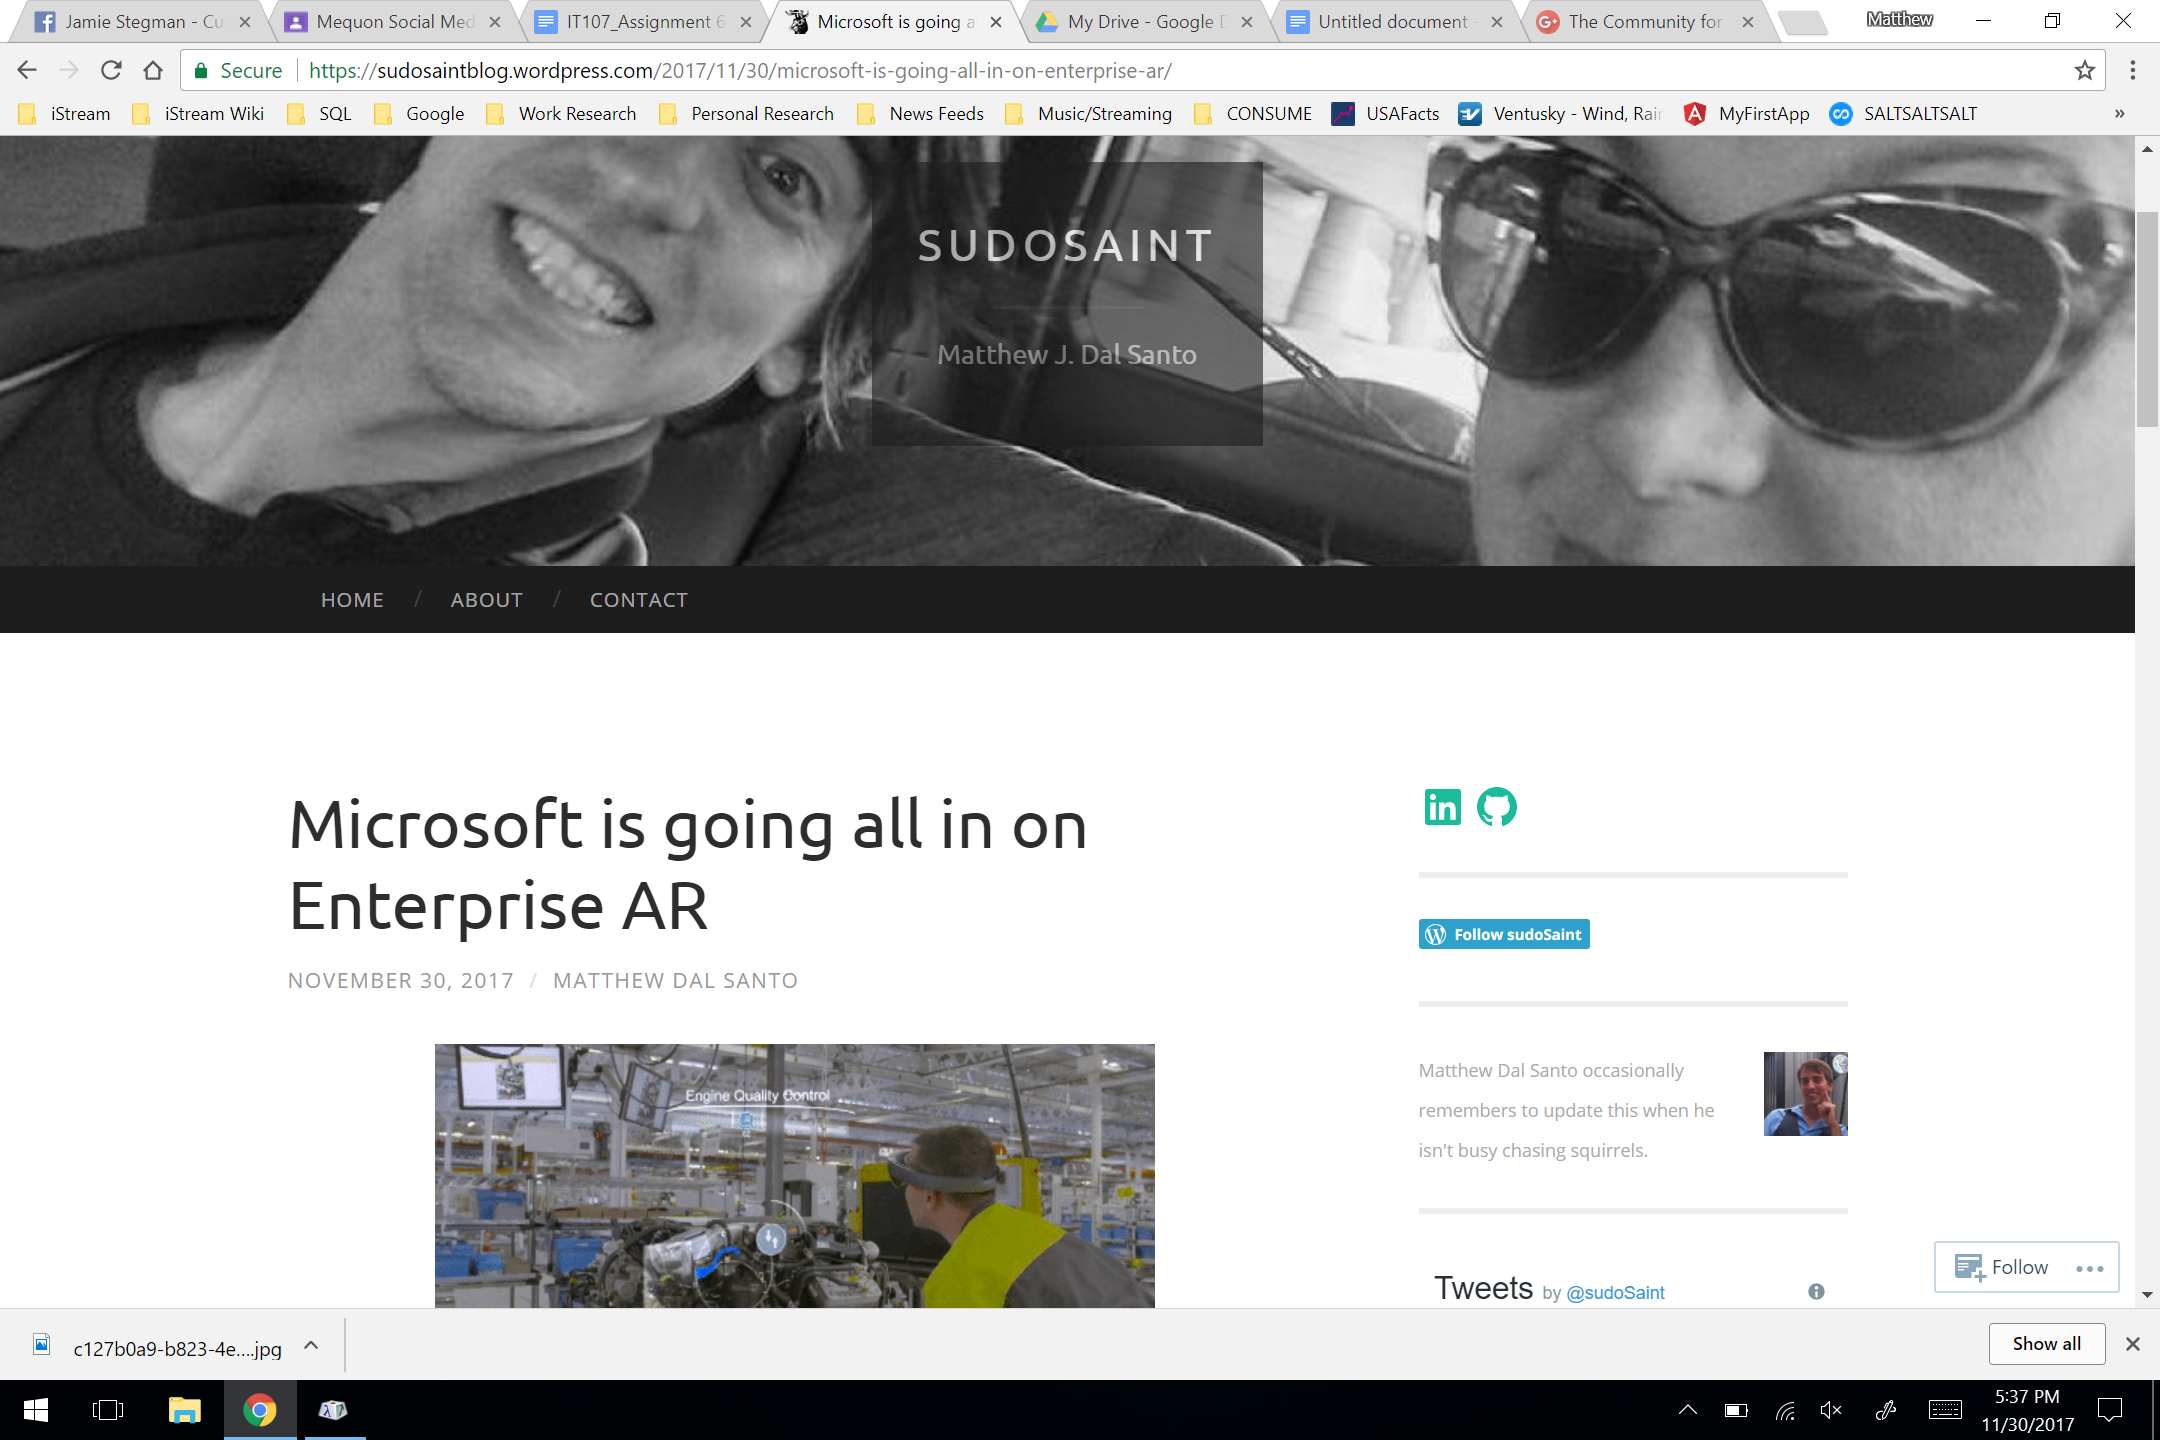 Jamie Stegman - Cu
Mequon Social Med
IT107_Assignment 6
Microsoft is going a
My Drive - Google D
Untitled document -
The Community for
Matthew
Secure
https://sudosaintblog.wordpress.com/2017/11/30/microsoft-is-going-all-in-on-enterprise-ar/
iStream
iStream Wiki
SQL
Google
Work Research
Personal Research
News Feeds
Music/Streaming
CONSUME
USAFacts
Ventusky - Wind, Rain
MyFirstApp
SALTSALTSALT
»
SUDOSAINT
Matthew J. Dal Santo
HOME / ABOUT / CONTACT
Microsoft is going all in on
Enterprise AR
NOVEMBER 30, 2017 / MATTHEW DAL SANTO
Engine Quality Control
in
Follow sudoSaint
Matthew Dal Santo occasionally
remembers to update this when he
isn't busy chasing squirrels.
Tweets by @sudoSaint
Follow
c127b0a9-b823-4e....jpg
Show all
5:37 PM
11/30/2017